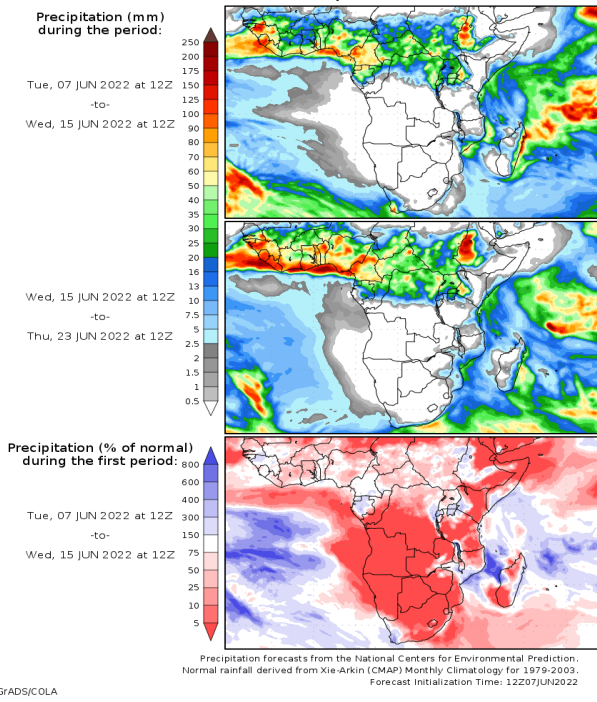 Precipitation (mm)
during the period:
250
200
175
150
125
100
90
80
70
60
50
45
40
35
30
25
20
16
13
10
7.5
5
2.5
2
1.5
1
0.5
Tue, 07 JUN 2022 at 12Z
-to-
Wed, 15 JUN 2022 at 12Z
Wed, 15 JUN 2022 at 12Z
-to-
Thu, 23 JUN 2022 at 12Z
Precipitation (% of normal)
during the first period:
800
600
400
300
150
75
50
25
10
5
Tue, 07 JUN 2022 at 12Z
-to-
Wed, 15 JUN 2022 at 12Z
Precipitation forecasts from the National Centers for Environmental Prediction.
Normal rainfall derived from Xie-Arkin (CMAP) Monthly Climatology for 1979-2003.
Forecast Initialization Time: 12Z07JUN2022
GrADS/COLA